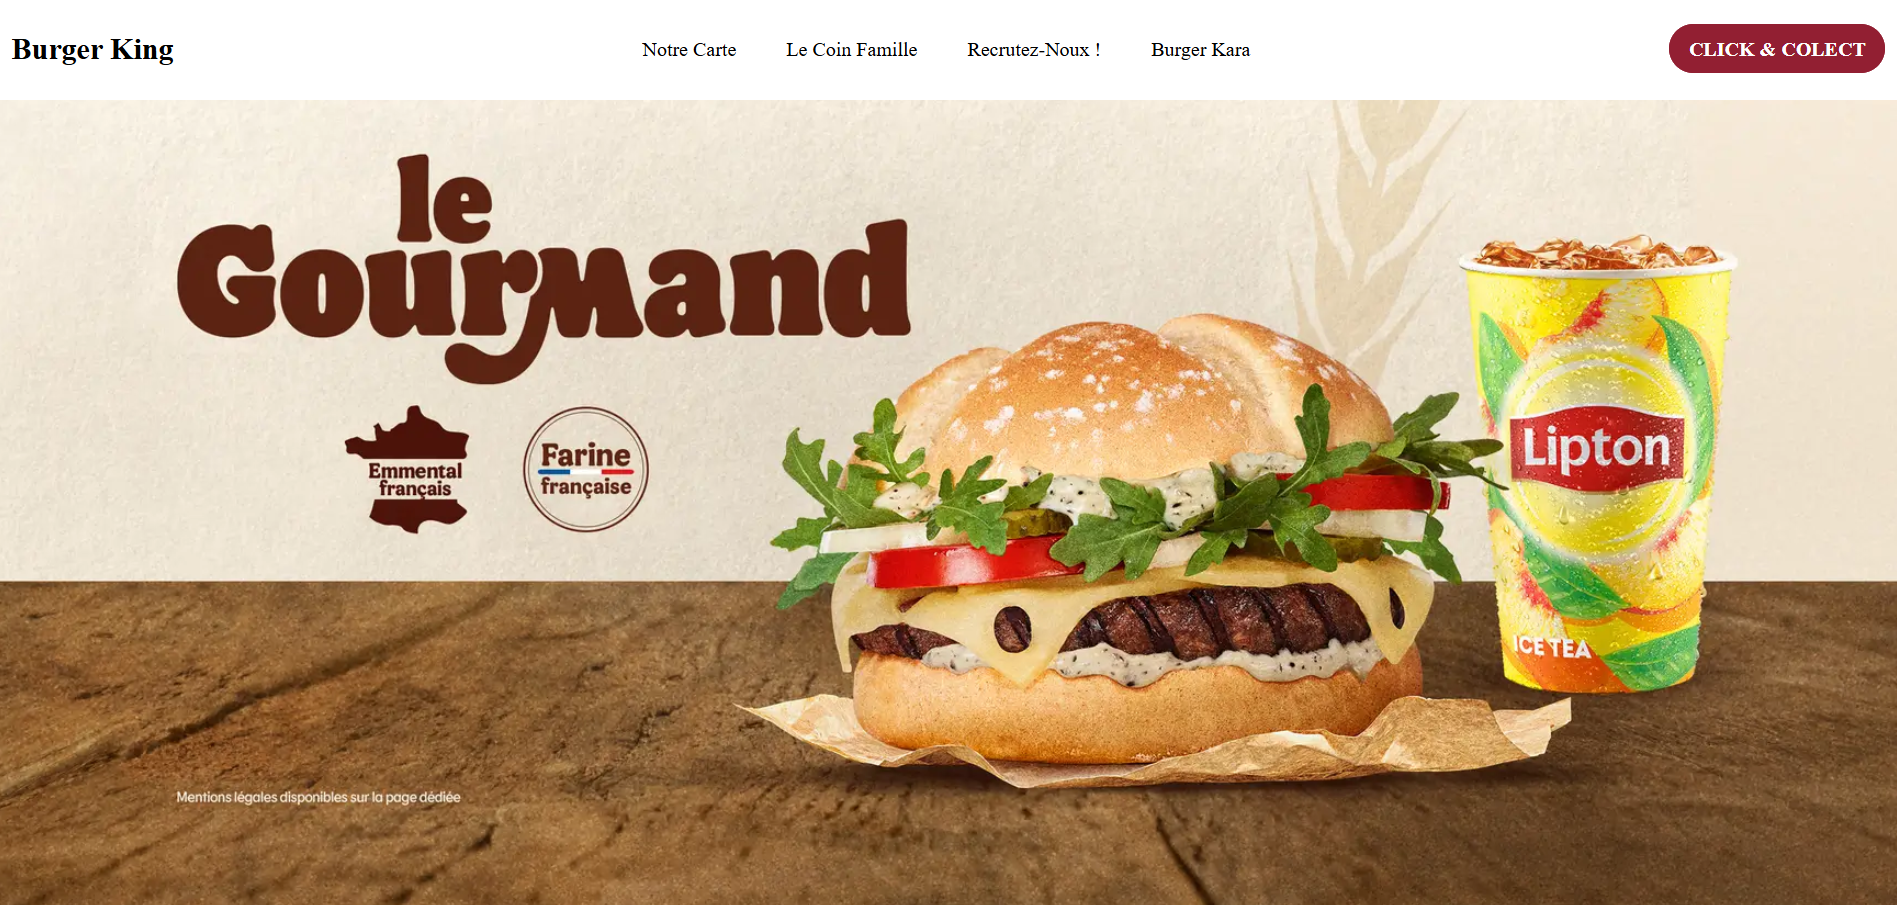 Burger King
Notre Carte
Le Coin Famille
Recrutez-Noux !
Burger Kara
CLICK & COLECT
le
Gourmand
Emmental
français
Farine
française
Lipton
ICE TEA
Mentions légales disponibles sur la page dédiée